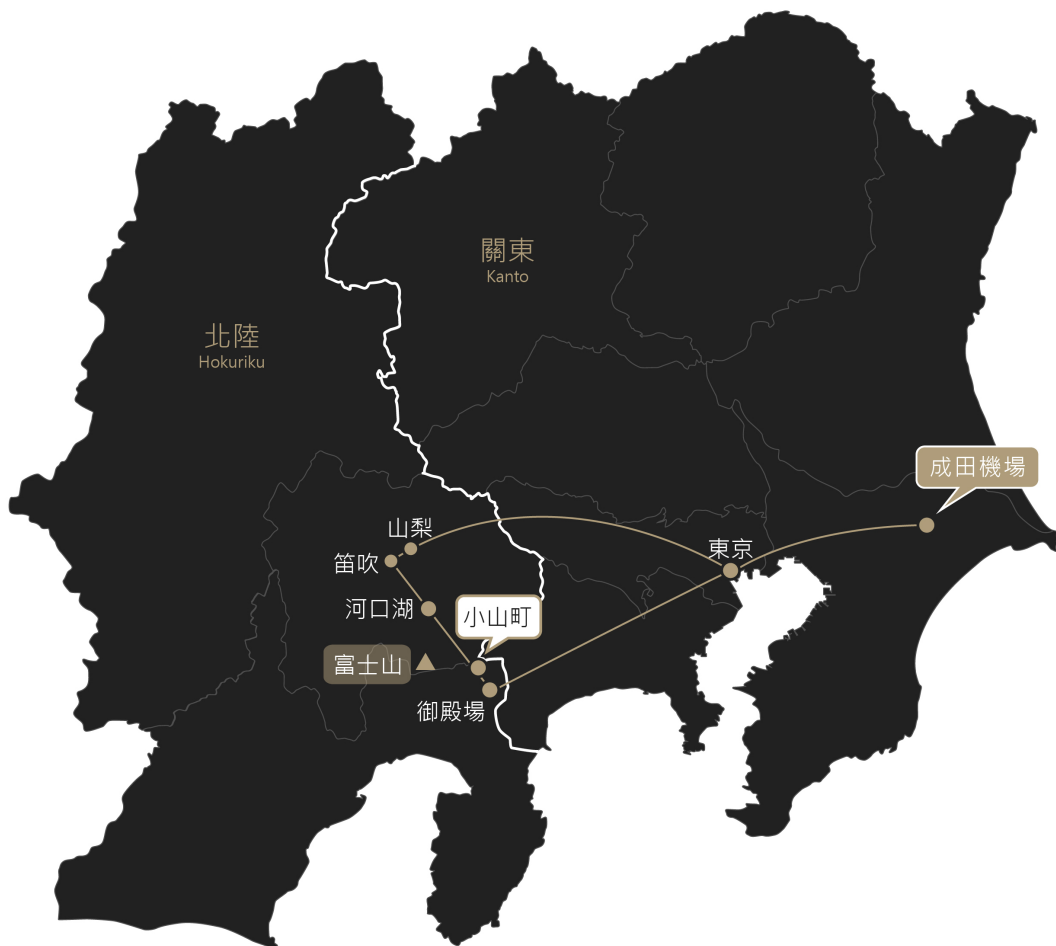 關東
Kanto
北陸
Hokuriku
成田機場
山梨
東京
笛吹
河口湖
小山町
富士山
御殿場